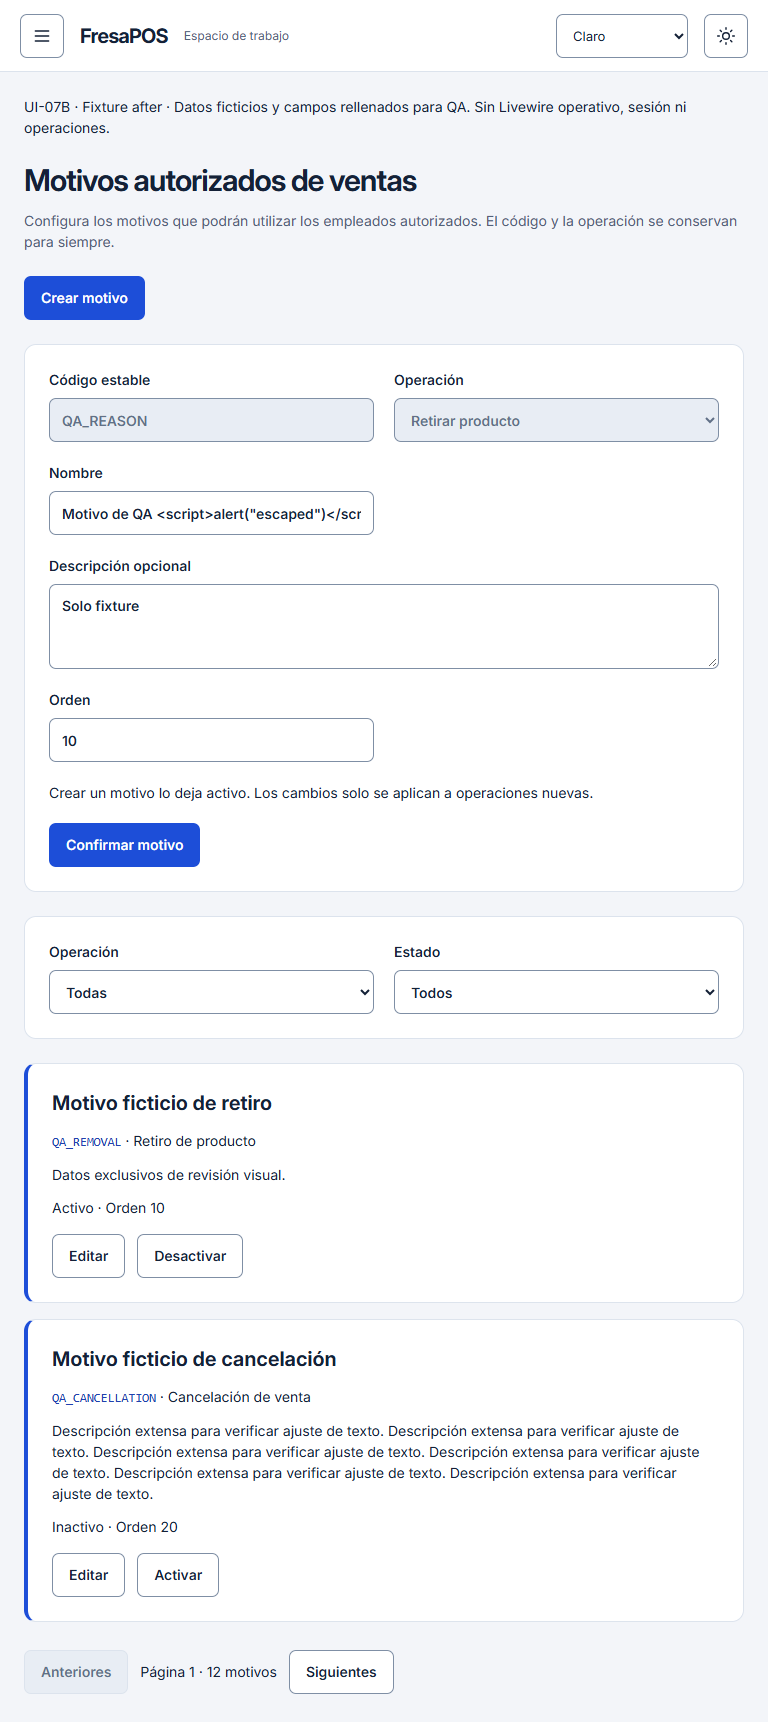 FresaPOS Espacio de trabajo Claro
UI-07B · Fixture after · Datos ficticios y campos rellenados para QA. Sin Livewire operativo, sesión ni
operaciones.
Motivos autorizados de ventas
Configura los motivos que podrán utilizar los empleados autorizados. El código y la operación se conservan
para siempre.
Crear motivo
Código estable Operación
QA_REASON Retirar producto
Nombre
Motivo de QA <script>alert("escaped")</scr
Descripción opcional
Solo fixture
Orden
10
Crear un motivo lo deja activo. Los cambios solo se aplican a operaciones nuevas.
Confirmar motivo
Operación Estado
Todas Todos
Motivo ficticio de retiro
QA_REMOVAL · Retiro de producto
Datos exclusivos de revisión visual.
Activo · Orden 10
Editar Desactivar
Motivo ficticio de cancelación
QA_CANCELLATION · Cancelación de venta
Descripción extensa para verificar ajuste de texto. Descripción extensa para verificar ajuste de
texto. Descripción extensa para verificar ajuste de texto. Descripción extensa para verificar ajuste
de texto. Descripción extensa para verificar ajuste de texto. Descripción extensa para verificar
ajuste de texto.
Inactivo · Orden 20
Editar Activar
Anteriores Página 1 · 12 motivos Siguientes